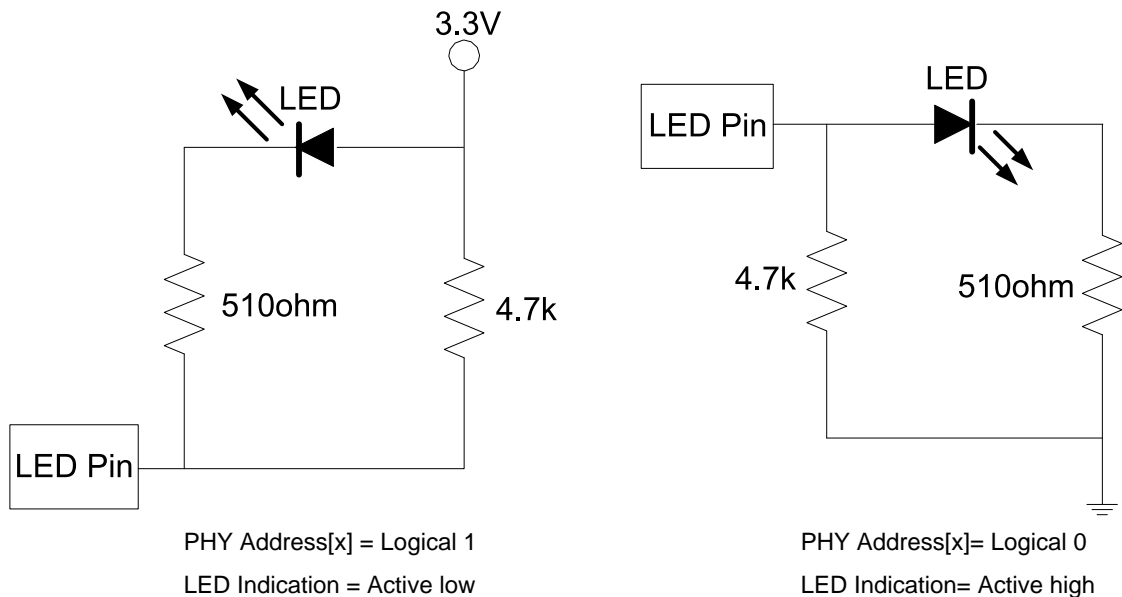 3.3V
LED
510ohm
4.7k
LED Pin
PHY Address[x] = Logical 1
LED Indication = Active low
LED
LED Pin
4.7k
510ohm
PHY Address[x]= Logical 0
LED Indication= Active high